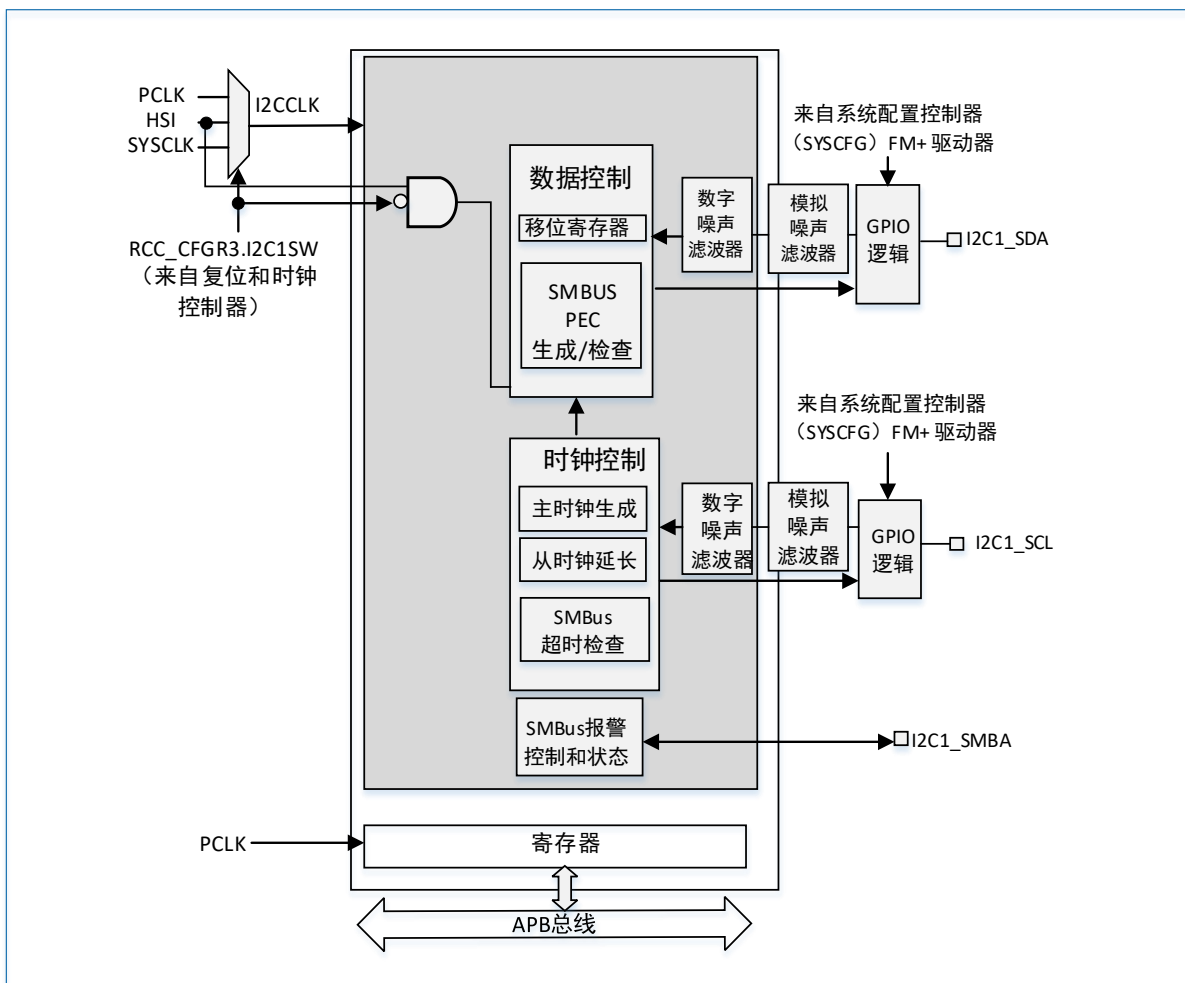 PCLK
HSI
SYSCLK
I2CCLK
RCC_CFGR3.I2C1SW
（来自复位和时钟
控制器）
数据控制
移位寄存器
SMBUS
PEC
生成/检查
数字
噪声
滤波器
模拟
噪声
滤波器
来自系统配置控制器
（SYSCFG）FM+ 驱动器
GPIO
逻辑
I2C1_SDA
时钟控制
主时钟生成
从时钟延长
SMBus
超时检查
数字
噪声
滤波器
模拟
噪声
滤波器
来自系统配置控制器
（SYSCFG）FM+ 驱动器
GPIO
逻辑
I2C1_SCL
SMBus报警
控制和状态
I2C1_SMBA
PCLK
寄存器
APB总线